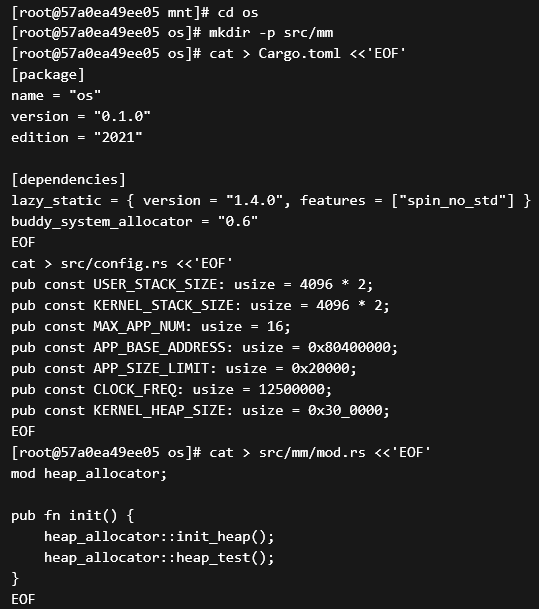 [root@57a0ea49ee05 mnt]# cd os
[root@57a0ea49ee05 os]# mkdir -p src/mm
[root@57a0ea49ee05 os]# cat > Cargo.toml <<'EOF'
[package]
name = "os"
version = "0.1.0"
edition = "2021"

[dependencies]
lazy_static = { version = "1.4.0", features = ["spin_no_std"] }
buddy_system_allocator = "0.6"
EOF
cat > src/config.rs <<'EOF'
pub const USER_STACK_SIZE: usize = 4096 * 2;
pub const KERNEL_STACK_SIZE: usize = 4096 * 2;
pub const MAX_APP_NUM: usize = 16;
pub const APP_BASE_ADDRESS: usize = 0x80400000;
pub const APP_SIZE_LIMIT: usize = 0x20000;
pub const CLOCK_FREQ: usize = 12500000;
pub const KERNEL_HEAP_SIZE: usize = 0x30_0000;
EOF
[root@57a0ea49ee05 os]# cat > src/mm/mod.rs <<'EOF'
mod heap_allocator;

pub fn init() {
    heap_allocator::init_heap();
    heap_allocator::heap_test();
}
EOF